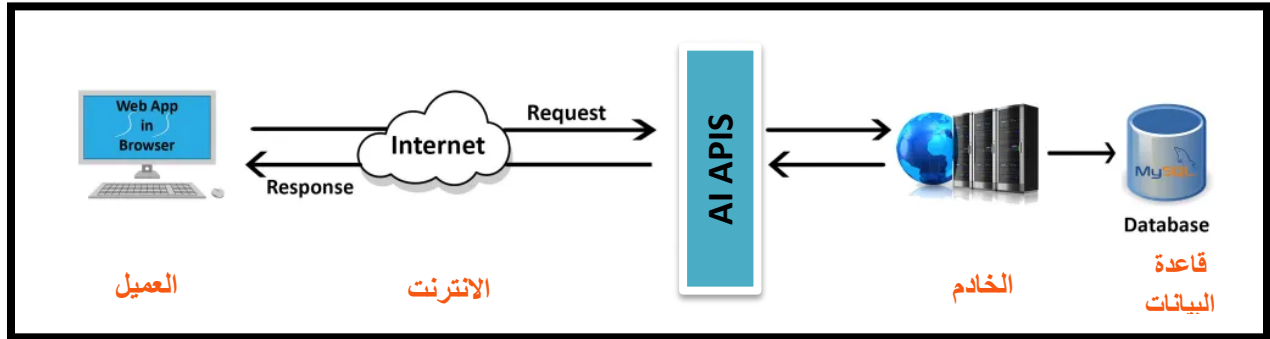 Web App
in
Browser
Internet
Request
Response
AI APIS
MySQL
Database
العميل
الانترنت
الخادم
قاعدة
البيانات